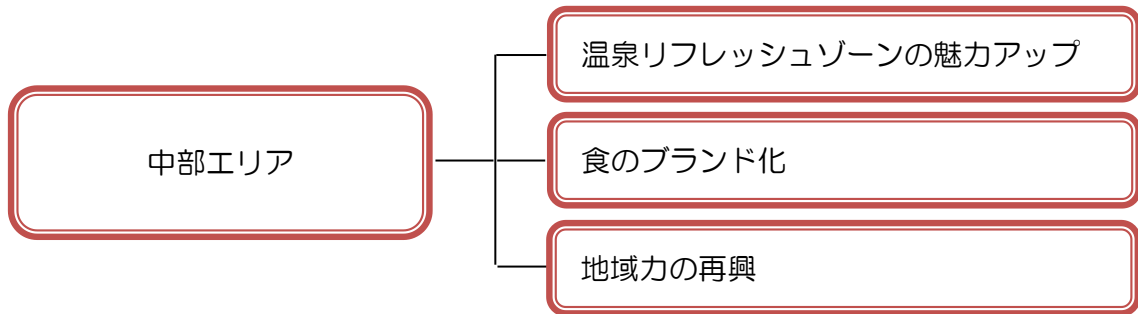 中部エリア
温泉リフレッシュゾーンの魅力アップ
食のブランド化
地域力の再興